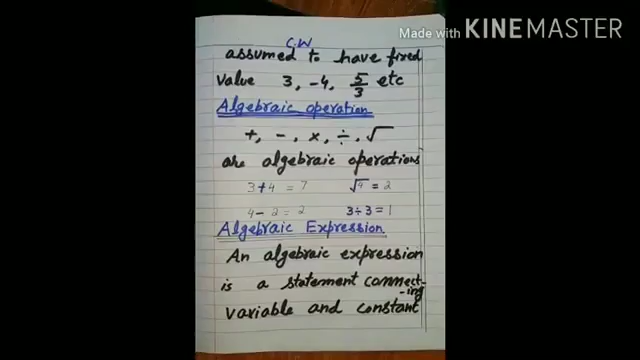 Made with KINEMASTER
C.W
assumed to have fixed
value 3, -4, 5/3 etc
Algebraic operation
+, -, ×, ÷, √
are algebraic operations
3+4 = 7 √4 = 2
4-2 = 2 3÷3 = 1
Algebraic Expression
An algebraic expression
is a statement connect-
-ing
variable and constant